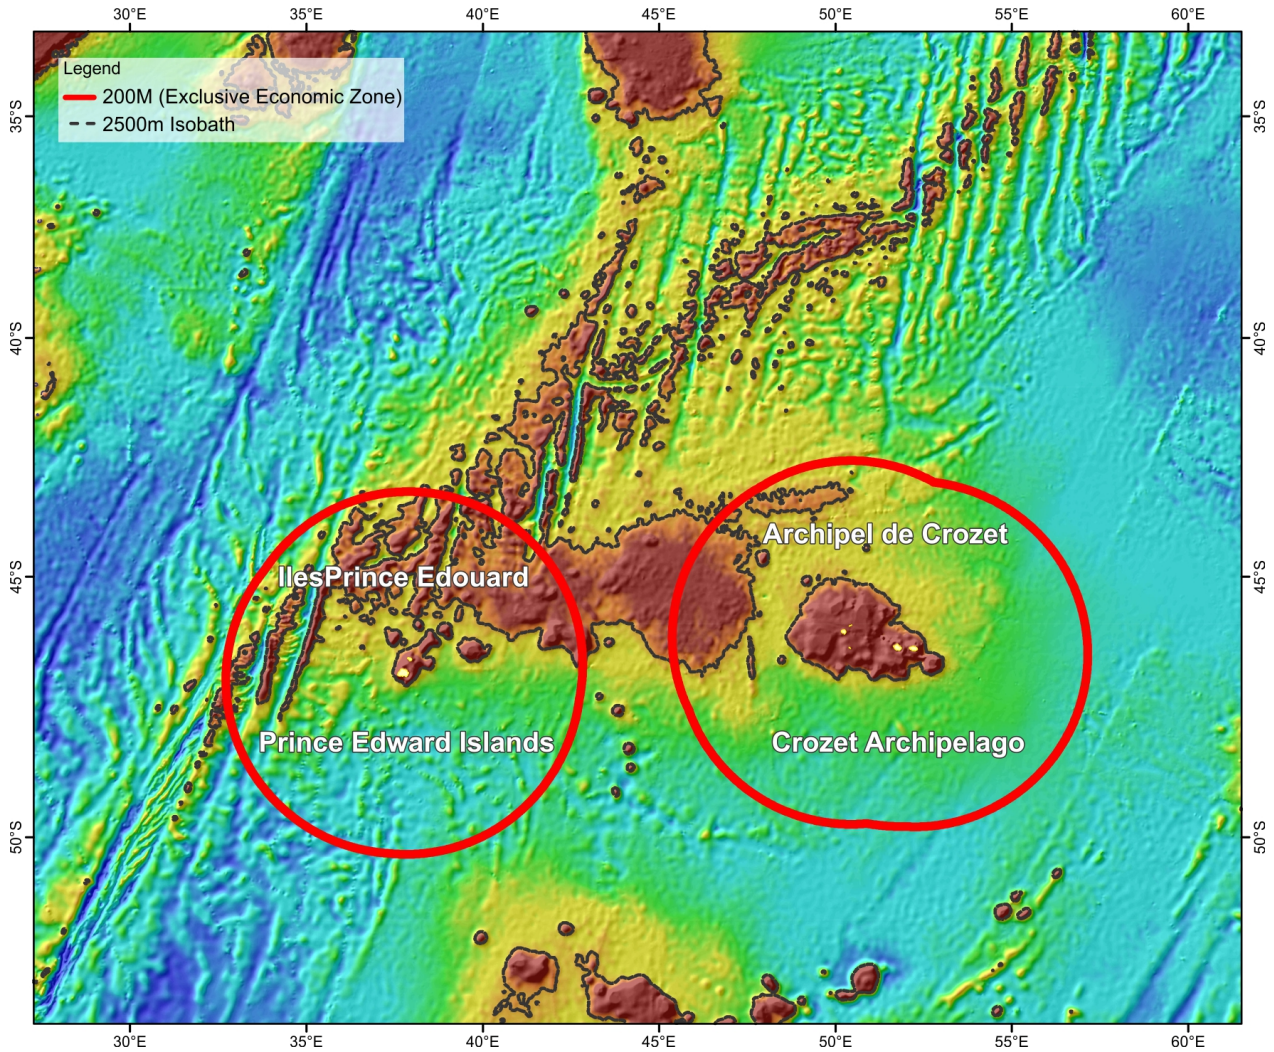 30°E 35°E 40°E 45°E 50°E 55°E 60°E
Legend
200M (Exclusive Economic Zone)
2500m Isobath
35°S 35°S
40°S 40°S
Archipel de Crozet
45°S 45°S
IlesPrince Edouard
Prince Edward Islands
Crozet Archipelago
50°S 50°S
30°E 35°E 40°E 45°E 50°E 55°E 60°E